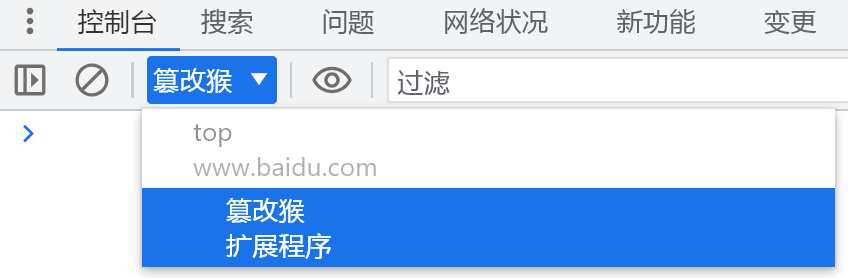 控制台 搜索 问题 网络状况 新功能 变更
篡改猴 过滤
top
www.baidu.com
篡改猴
扩展程序